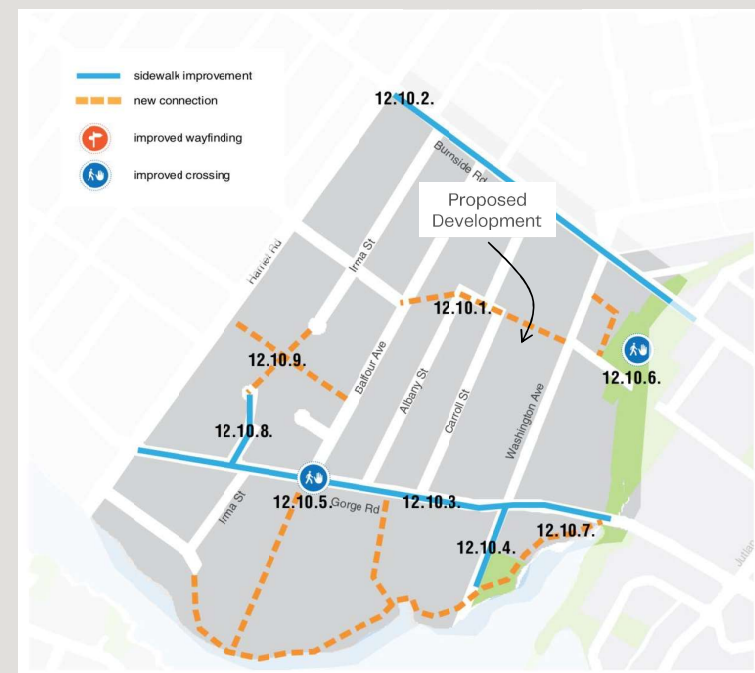 sidewalk improvement
new connection
improved wayfinding
improved crossing
12.10.2.
Burnside Rd
Proposed
Development
Harriet Rd
Irma St
12.10.1.
12.10.9.
12.10.6.
Balfour Ave
Albany St
Carroll St
Washington Ave
12.10.8.
12.10.5.
Gorge Rd
12.10.3.
Irma St
12.10.4.
12.10.7.